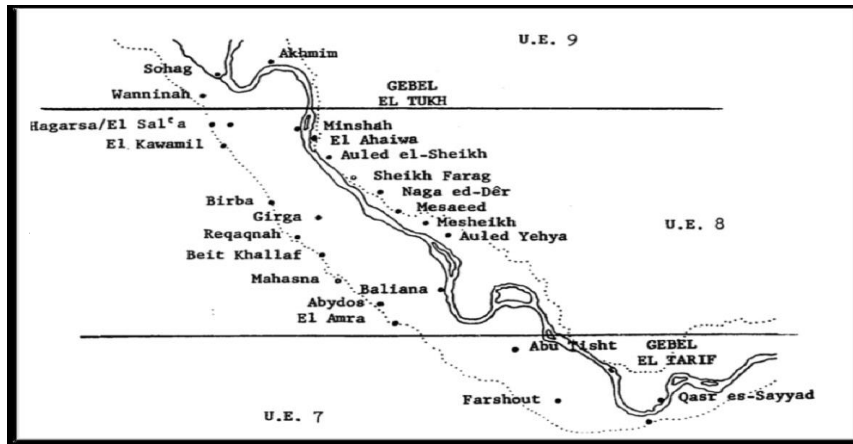 U.E. 9
Akhmim
Sohag
GEBEL
EL TUKH
Wanninah
Hagarsa/El Salᶜa
Minshah
El Ahaiwa
El Kawamil
Auled el-Sheikh
Sheikh Farag
Naga ed-Dêr
Birba
Mesaeed
Girga
Mesheikh
U.E. 8
Reqaqnah
Auled Yehya
Beit Khallaf
Mahasna
Baliana
Abydos
El Amra
Abu Tisht
GEBEL
EL TARIF
Farshout
Qasr es-Sayyad
U.E. 7